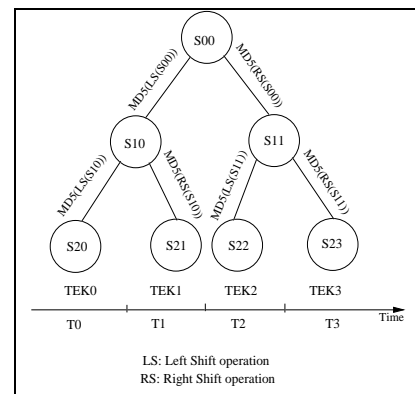 S00
MD5(LS(S00))
MD5(RS(S00))
S10
S11
MD5(LS(S10))
MD5(RS(S10))
MD5(LS(S11))
MD5(RS(S11))
S20
S21
S22
S23
TEK0
TEK1
TEK2
TEK3
Time
T0
T1
T2
T3
LS: Left Shift operation
RS: Right Shift operation